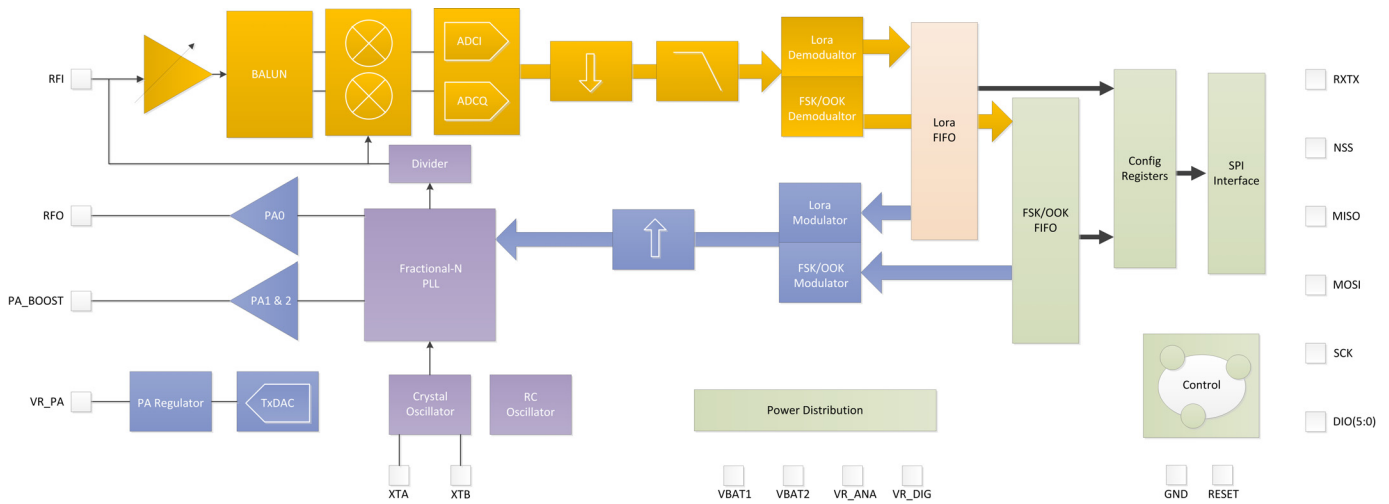 RFI
BALUN
ADCI
ADCQ
Lora
Demodualtor
FSK/OOK
Demodualtor
Lora
FIFO
Config
Registers
SPI
Interface
RXTX
NSS
MISO
MOSI
SCK
DIO(5:0)
Divider
RFO
PA0
Fractional-N
PLL
Lora
Modulator
FSK/OOK
Modulator
FSK/OOK
FIFO
PA_BOOST
PA1 & 2
VR_PA
PA Regulator
TxDAC
Crystal
Oscillator
RC
Oscillator
Power Distribution
Control
XTA
XTB
VBAT1
VBAT2
VR_ANA
VR_DIG
GND
RESET